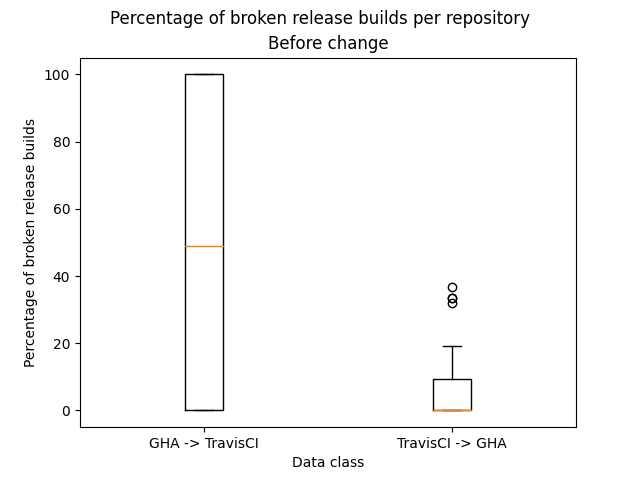 Percentage of broken release builds per repository
Before change
Percentage of broken release builds
100
80
60
40
20
0
GHA -> TravisCI
TravisCI -> GHA
Data class